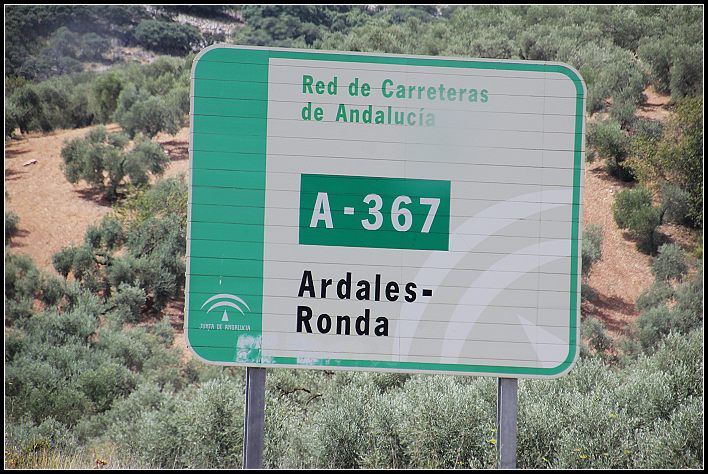 Red de Carreteras
de Andalucía
A-367
Ardales-
Ronda
JUNTA DE ANDALUCIA